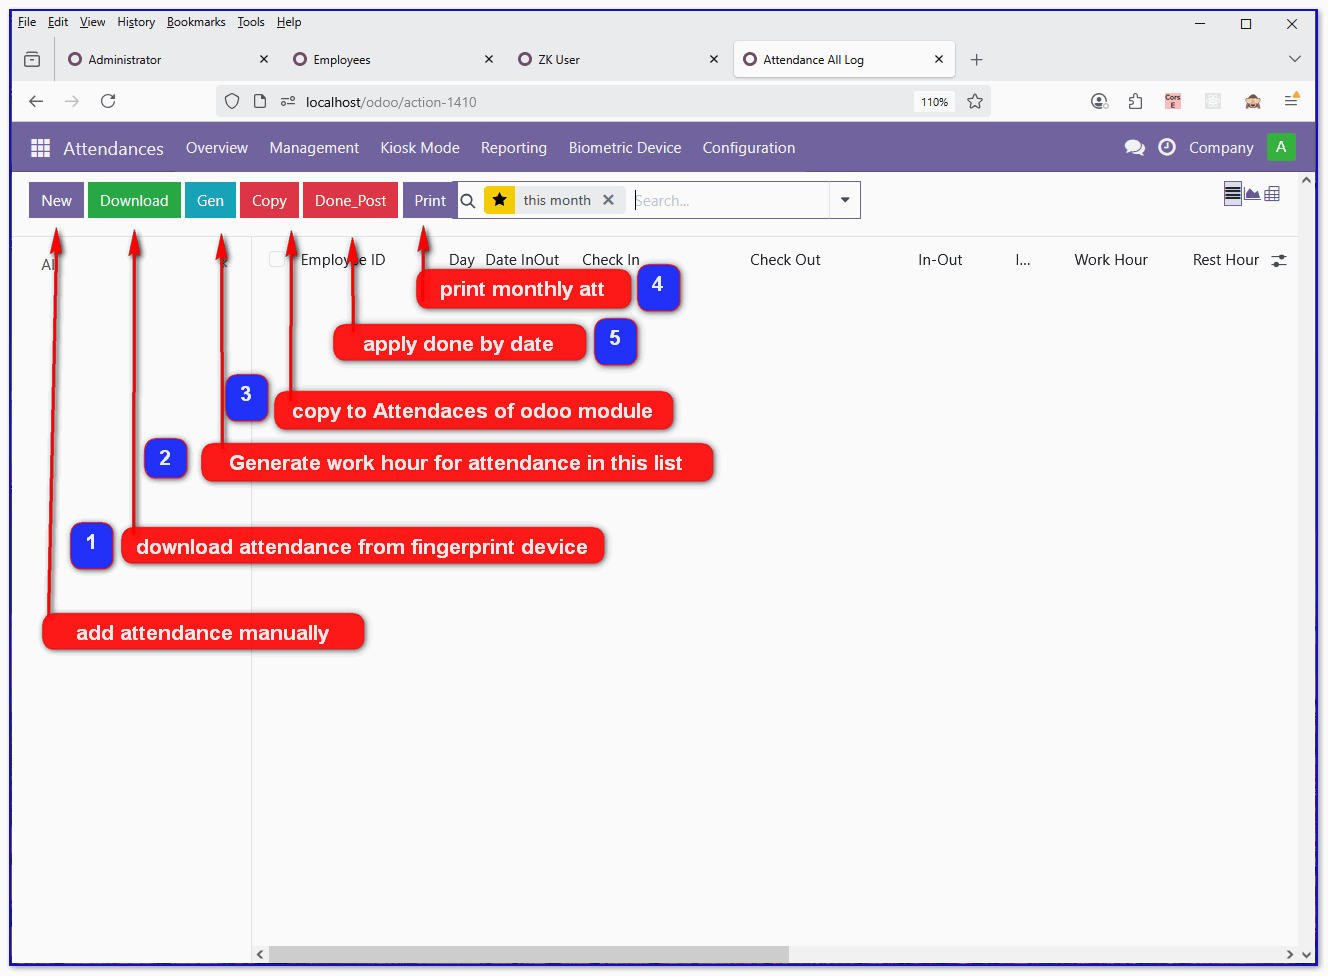 File Edit View History Bookmarks Tools Help
Administrator Employees ZK User Attendance All Log
localhost/odoo/action-1410 110% Cors E
Attendances Overview Management Kiosk Mode Reporting Biometric Device Configuration Company A
New Download Gen Copy Done_Post Print this month Search...
Employee ID Day Date InOut Check In Check Out In-Out I... Work Hour Rest Hour
print monthly att 4
apply done by date 5
3 copy to Attendaces of odoo module
2 Generate work hour for attendance in this list
1 download attendance from fingerprint device
add attendance manually